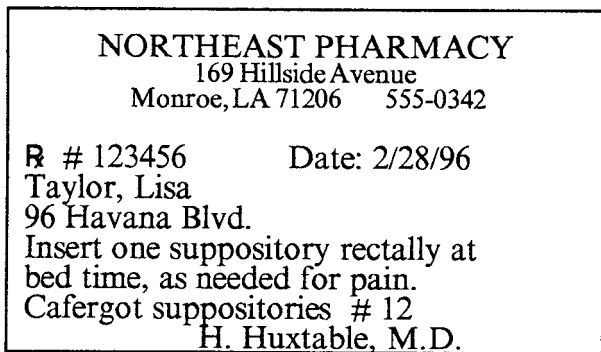 NORTHEAST PHARMACY
169 Hillside Avenue
Monroe, LA 71206 555-0342
℞ # 123456 Date: 2/28/96
Taylor, Lisa
96 Havana Blvd.
Insert one suppository rectally at
bed time, as needed for pain.
Cafergot suppositories # 12
H. Huxtable, M.D.